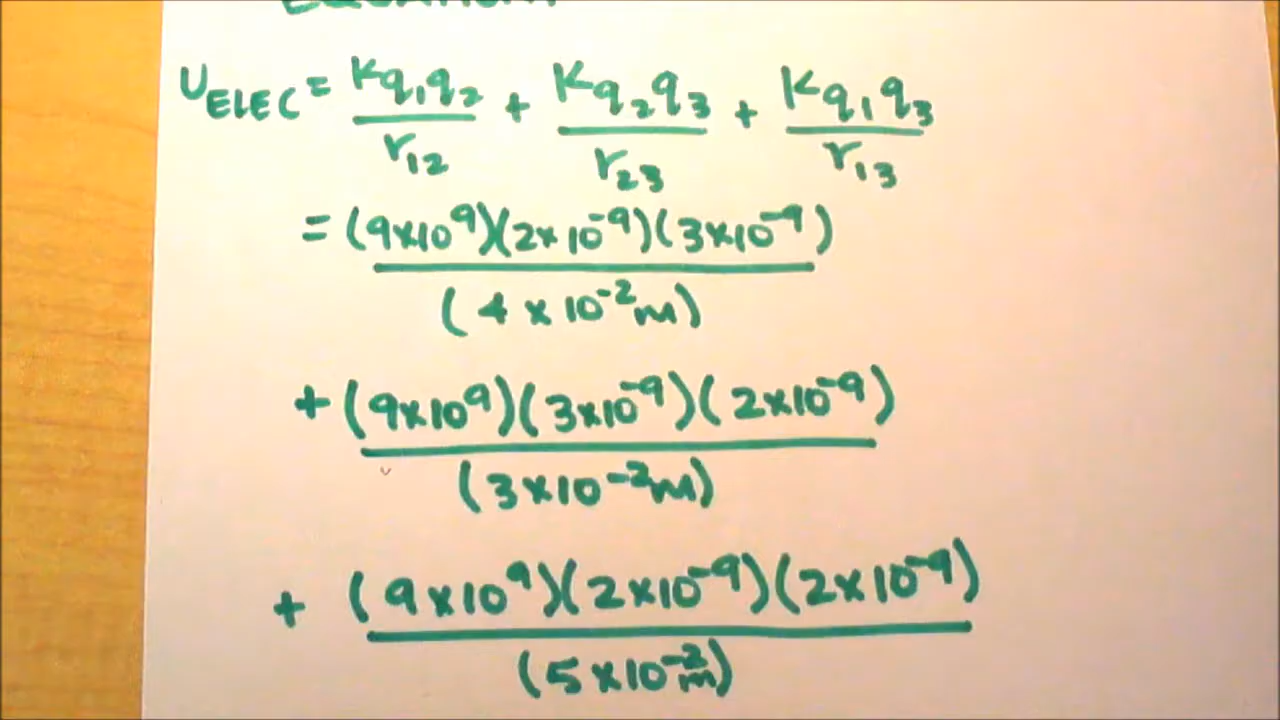 U_ELEC = Kq₁q₂/r₁₂ + Kq₂q₃/r₂₃ + Kq₁q₃/r₁₃
= (9×10⁹)(2×10⁻⁹)(3×10⁻⁹)
(4×10⁻²m)
+ (9×10⁹)(3×10⁻⁹)(2×10⁻⁹)
(3×10⁻²m)
+ (9×10⁹)(2×10⁻⁹)(2×10⁻⁹)
(5×10⁻²m)